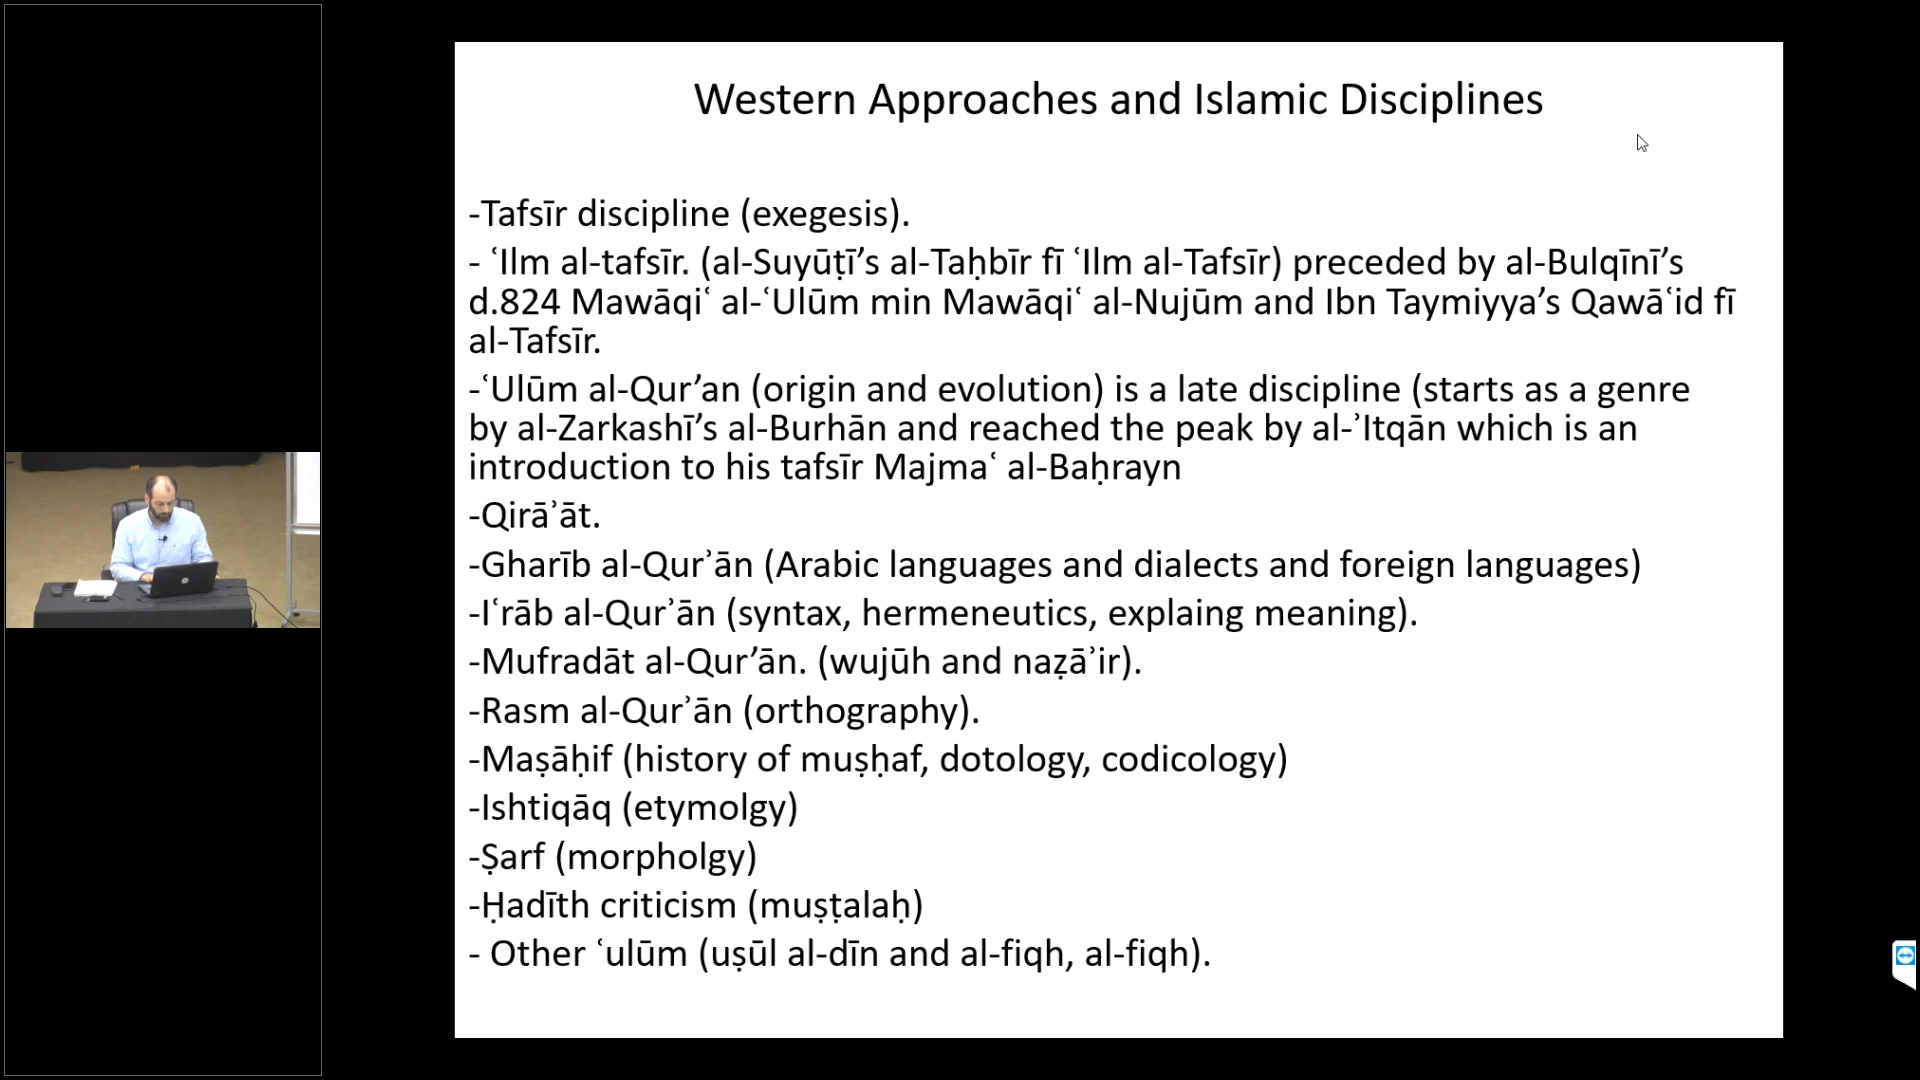 Western Approaches and Islamic Disciplines
-Tafsīr discipline (exegesis).
- ʿIlm al-tafsīr. (al-Suyūṭī’s al-Taḥbīr fī ʿIlm al-Tafsīr) preceded by al-Bulqīnī’s
d.824 Mawāqiʿ al-ʿUlūm min Mawāqiʿ al-Nujūm and Ibn Taymiyya’s Qawāʿid fī
al-Tafsīr.
-ʿUlūm al-Qur’an (origin and evolution) is a late discipline (starts as a genre
by al-Zarkashī’s al-Burhān and reached the peak by al-ʾItqān which is an
introduction to his tafsīr Majmaʿ al-Baḥrayn
-Qirāʾāt.
-Gharīb al-Qurʾān (Arabic languages and dialects and foreign languages)
-Iʿrāb al-Qurʾān (syntax, hermeneutics, explaing meaning).
-Mufradāt al-Qur’ān. (wujūh and naẓāʾir).
-Rasm al-Qurʾān (orthography).
-Maṣāḥif (history of muṣḥaf, dotology, codicology)
-Ishtiqāq (etymolgy)
-Ṣarf (morpholgy)
-Ḥadīth criticism (muṣṭalaḥ)
- Other ʿulūm (uṣūl al-dīn and al-fiqh, al-fiqh).